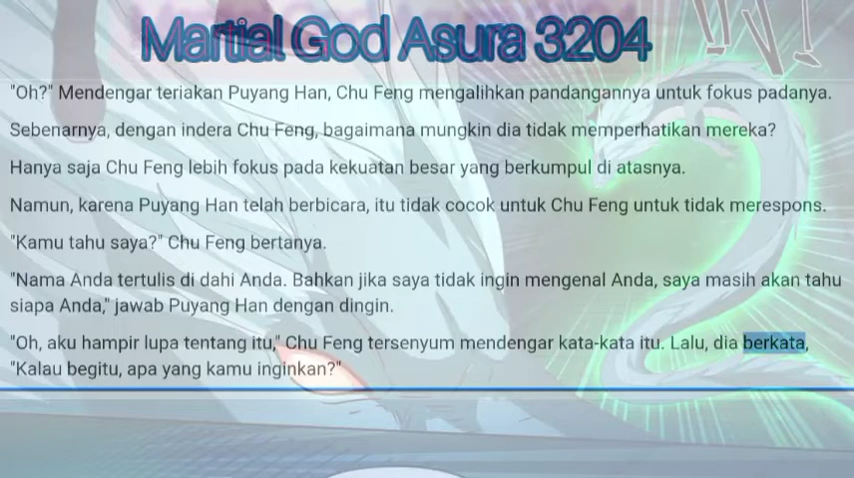 Martial God Asura 3204
"Oh?" Mendengar teriakan Puyang Han, Chu Feng mengalihkan pandangannya untuk fokus padanya.
Sebenarnya, dengan indera Chu Feng, bagaimana mungkin dia tidak memperhatikan mereka?
Hanya saja Chu Feng lebih fokus pada kekuatan besar yang berkumpul di atasnya.
Namun, karena Puyang Han telah berbicara, itu tidak cocok untuk Chu Feng untuk tidak merespons.
"Kamu tahu saya?" Chu Feng bertanya.
"Nama Anda tertulis di dahi Anda. Bahkan jika saya tidak ingin mengenal Anda, saya masih akan tahu
siapa Anda," jawab Puyang Han dengan dingin.
"Oh, aku hampir lupa tentang itu," Chu Feng tersenyum mendengar kata-kata itu. Lalu, dia berkata,
"Kalau begitu, apa yang kamu inginkan?"